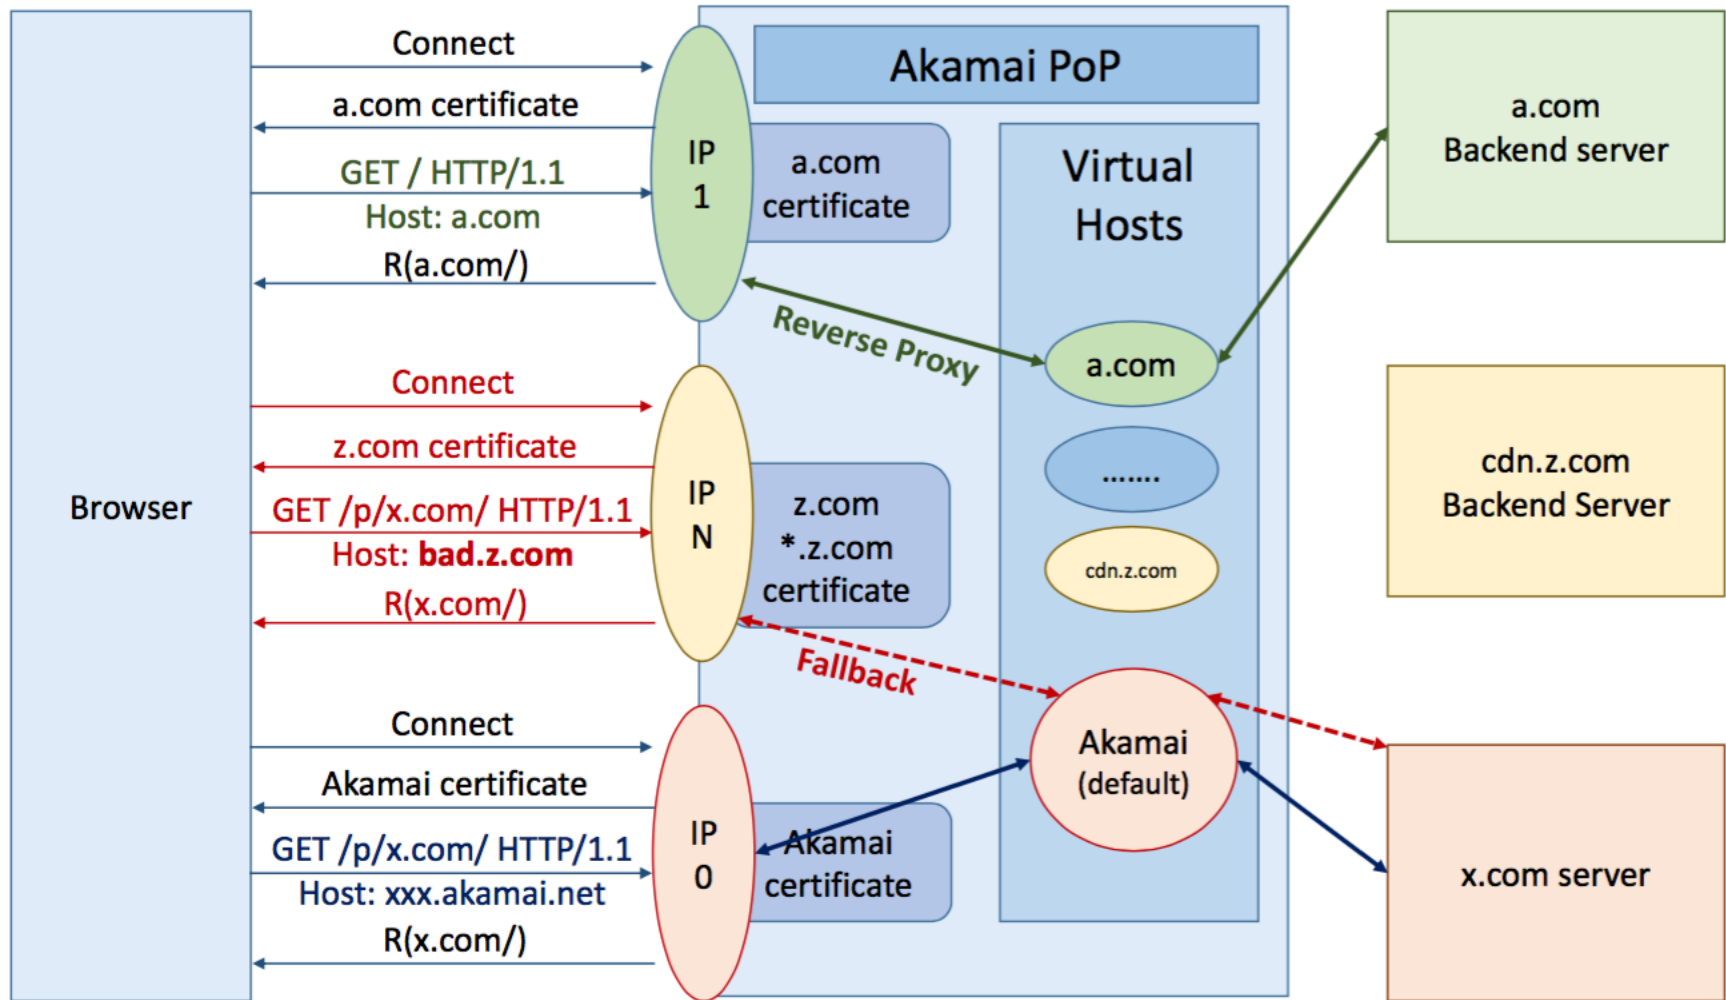 Browser
Connect
a.com certificate
GET / HTTP/1.1
Host: a.com
R(a.com/)
Connect
z.com certificate
GET /p/x.com/ HTTP/1.1
Host: bad.z.com
R(x.com/)
Connect
Akamai certificate
GET /p/x.com/ HTTP/1.1
Host: xxx.akamai.net
R(x.com/)
IP
1
IP
N
IP
0
Akamai PoP
a.com
certificate
Reverse Proxy
z.com
*.z.com
certificate
Fallback
Akamai
certificate
Virtual
Hosts
a.com
.......
cdn.z.com
Akamai
(default)
a.com
Backend server
cdn.z.com
Backend Server
x.com server